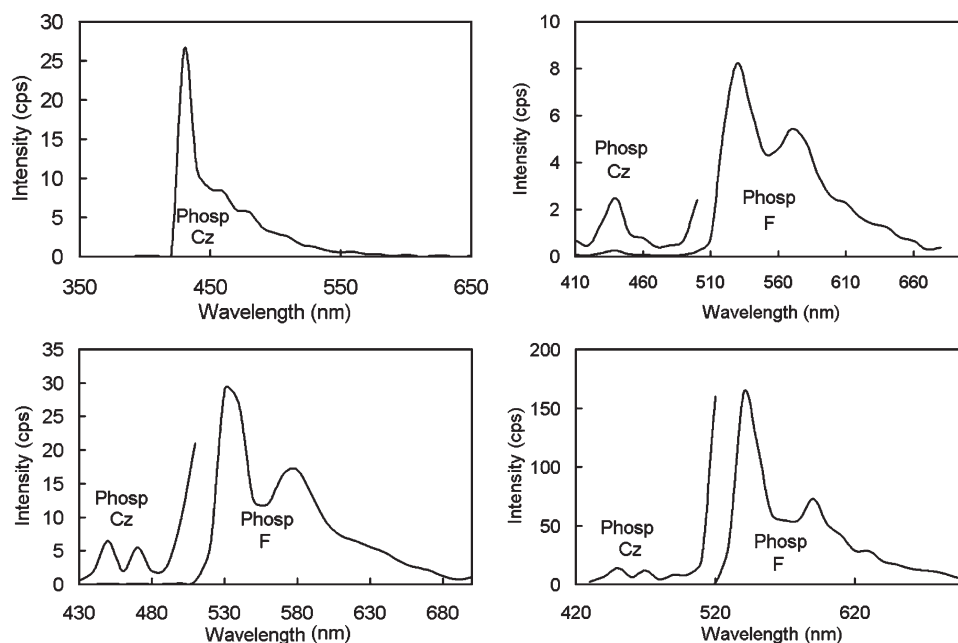 Intensity (cps)
30
25
20
15
10
5
0
Phosp
Cz
350 450 550 650
Wavelength (nm)
Intensity (cps)
10
8
6
4
2
0
Phosp
Cz
Phosp
F
410 460 510 560 610 660
Wavelength (nm)
Intensity (cps)
35
30
25
20
15
10
5
0
Phosp
Cz
Phosp
F
430 480 530 580 630 680
Wavelength (nm)
Intensity (cps)
200
150
100
50
0
Phosp
Cz
Phosp
F
420 520 620
Wavelength (nm)